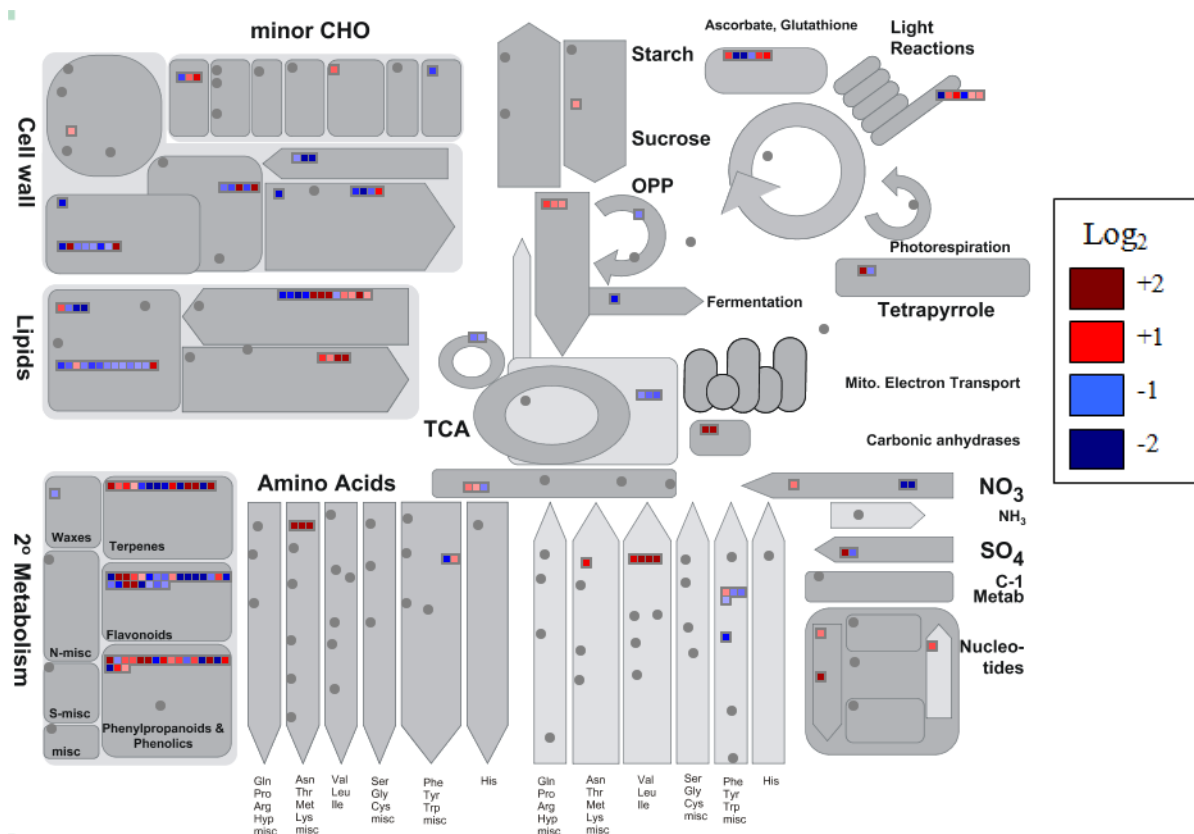 minor CHO
Cell wall
Lipids
Starch
Sucrose
OPP
Ascorbate, Glutathione
Light
Reactions
Photorespiration
Tetrapyrrole
Fermentation
TCA
Mito. Electron Transport
Carbonic anhydrases
Log2
+2
+1
-1
-2
2º Metabolism
Waxes
Terpenes
Flavonoids
N-misc
S-misc
misc
Phenylpropanoids &
Phenolics
Amino Acids
Gln
Pro
Arg
Hyp
misc
Asn
Thr
Met
Lys
misc
Val
Leu
Ile
Ser
Gly
Cys
misc
Phe
Tyr
Trp
misc
His
Gln
Pro
Arg
Hyp
misc
Asn
Thr
Met
Lys
misc
Val
Leu
Ile
Ser
Gly
Cys
misc
Phe
Tyr
Trp
misc
His
NO3
NH3
SO4
C-1
Metab
Nucleo-
tides